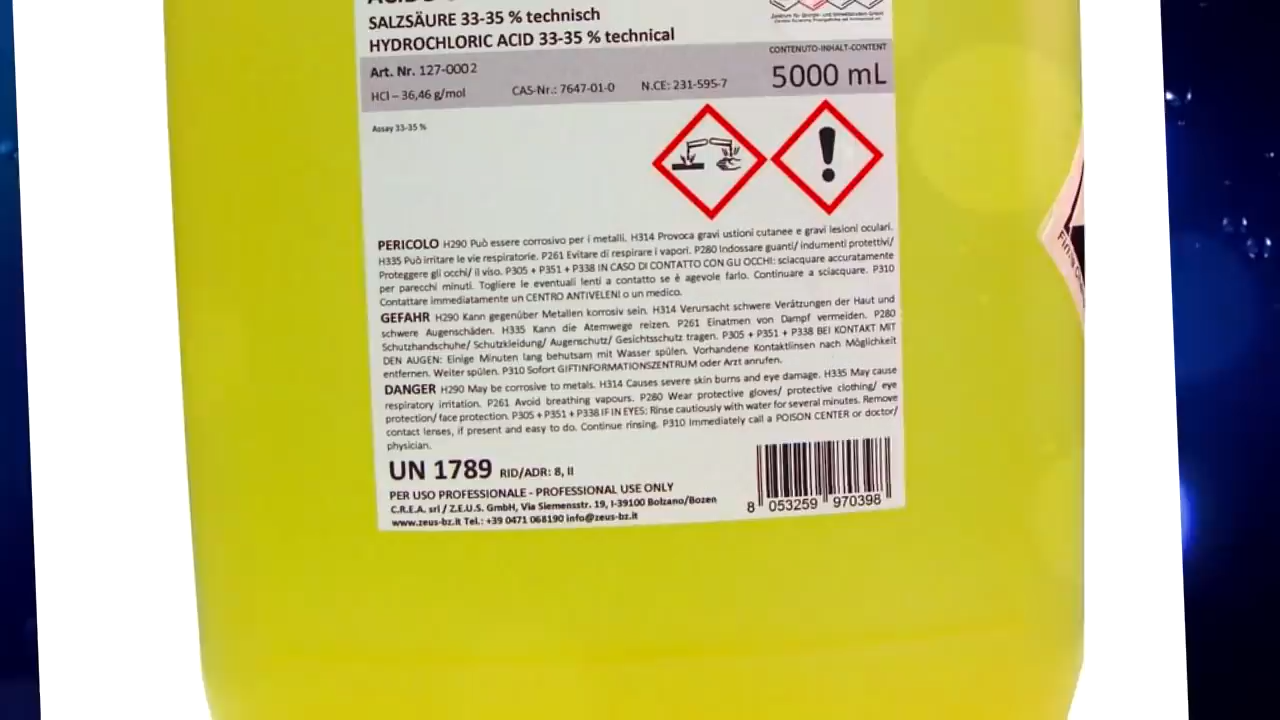 SALZSÄURE 33-35 % technisch
HYDROCHLORIC ACID 33-35 % technical
CONTENUTO-INHALT-CONTENT
Art. Nr. 127-0002
5000 mL
HCl – 36,46 g/mol CAS-Nr.: 7647-01-0 N.CE: 231-595-7
Assay 33-35 %
PERICOLO H290 Può essere corrosivo per i metalli. H314 Provoca gravi ustioni cutanee e gravi lesioni oculari.
H335 Può irritare le vie respiratorie. P261 Evitare di respirare i vapori. P280 Indossare guanti/ indumenti protettivi/
Proteggere gli occhi/ il viso. P305 + P351 + P338 IN CASO DI CONTATTO CON GLI OCCHI: sciacquare accuratamente
per parecchi minuti. Togliere le eventuali lenti a contatto se è agevole farlo. Continuare a sciacquare. P310
Contattare immediatamente un CENTRO ANTIVELENI o un medico.
GEFAHR H290 Kann gegenüber Metallen korrosiv sein. H314 Verursacht schwere Verätzungen der Haut und
schwere Augenschäden. H335 Kann die Atemwege reizen. P261 Einatmen von Dampf vermeiden. P280
Schutzhandschuhe/ Schutzkleidung/ Augenschutz/ Gesichtsschutz tragen. P305 + P351 + P338 BEI KONTAKT MIT
DEN AUGEN: Einige Minuten lang behutsam mit Wasser spülen. Vorhandene Kontaktlinsen nach Möglichkeit
entfernen. Weiter spülen. P310 Sofort GIFTINFORMATIONSZENTRUM oder Arzt anrufen.
DANGER H290 May be corrosive to metals. H314 Causes severe skin burns and eye damage. H335 May cause
respiratory irritation. P261 Avoid breathing vapours. P280 Wear protective gloves/ protective clothing/ eye
protection/ face protection. P305 + P351 + P338 IF IN EYES: Rinse cautiously with water for several minutes. Remove
contact lenses, if present and easy to do. Continue rinsing. P310 Immediately call a POISON CENTER or doctor/
physician.
UN 1789 RID/ADR: 8, II
PER USO PROFESSIONALE - PROFESSIONAL USE ONLY
C.R.E.A. srl / Z.E.U.S. GmbH, Via Siemensstr. 19, I-39100 Bolzano/Bozen
www.zeus-bz.it Tel.: +39 0471 068190 info@zeus-bz.it
8 053259 970398